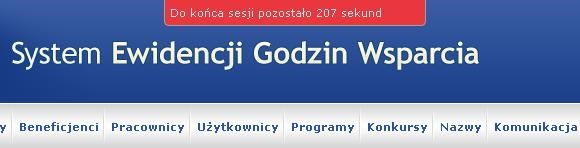 Do końca sesji pozostało 207 sekund
System Ewidencji Godzin Wsparcia
y Beneficjenci Pracownicy Użytkownicy Programy Konkursy Nazwy Komunikacja